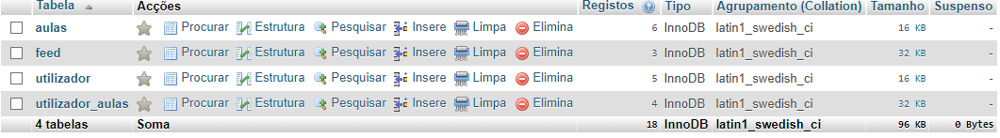 Tabela Acções Registos Tipo Agrupamento (Collation) Tamanho Suspenso
aulas Procurar Estrutura Pesquisar Insere Limpa Elimina 6 InnoDB latin1_swedish_ci 16 KB -
feed Procurar Estrutura Pesquisar Insere Limpa Elimina 3 InnoDB latin1_swedish_ci 32 KB -
utilizador Procurar Estrutura Pesquisar Insere Limpa Elimina 5 InnoDB latin1_swedish_ci 16 KB -
utilizador_aulas Procurar Estrutura Pesquisar Insere Limpa Elimina 4 InnoDB latin1_swedish_ci 32 KB -
4 tabelas Soma 18 InnoDB latin1_swedish_ci 96 KB 0 Bytes